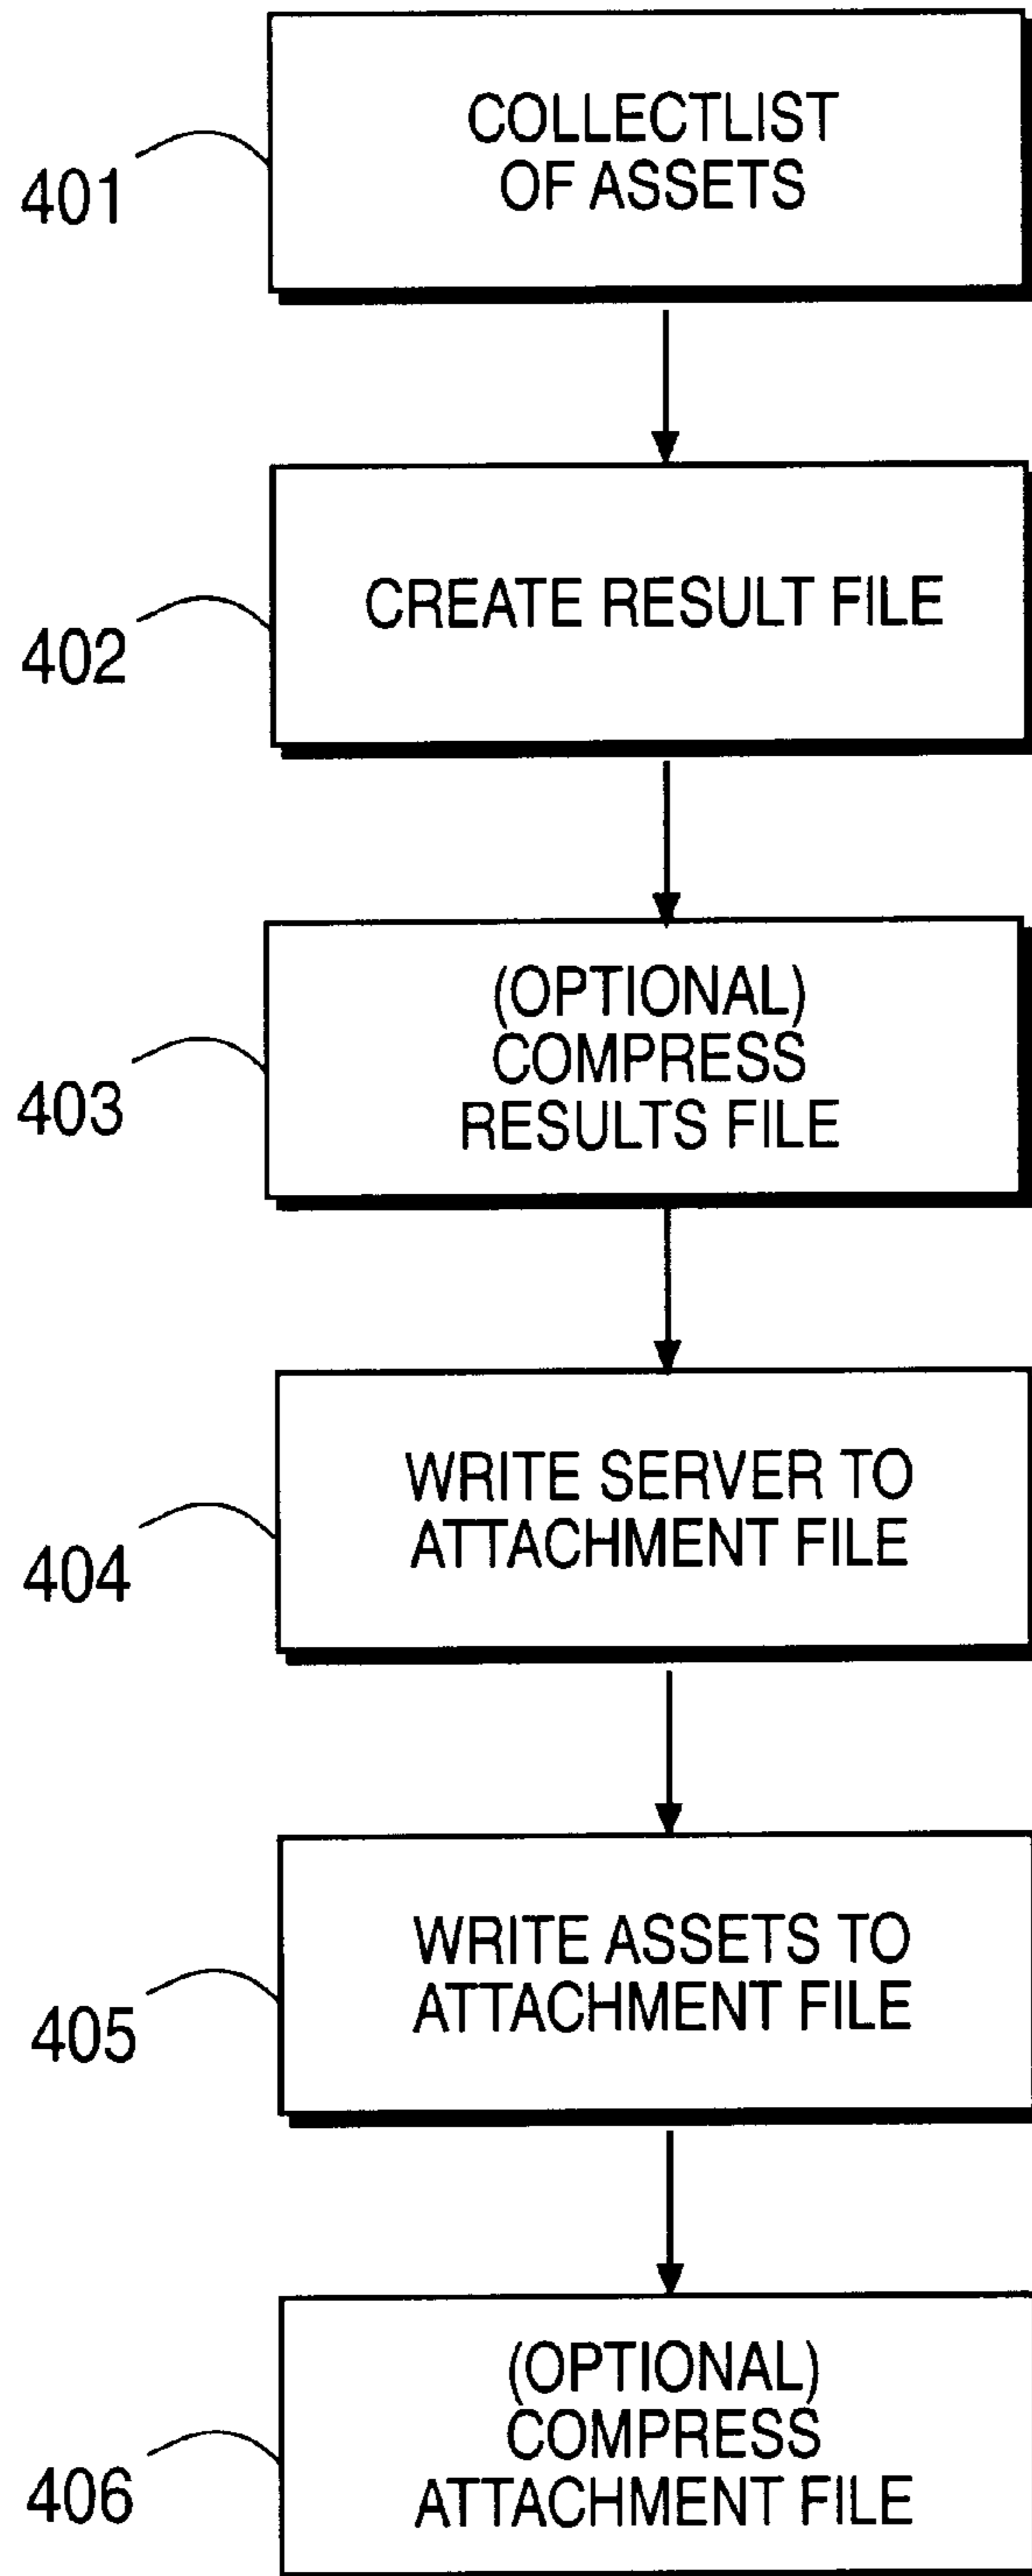 COLLECTLIST
OF ASSETS
401
CREATE RESULT FILE
402
(OPTIONAL)
COMPRESS
RESULTS FILE
403
WRITE SERVER TO
ATTACHMENT FILE
404
WRITE ASSETS TO
ATTACHMENT FILE
405
(OPTIONAL)
COMPRESS
ATTACHMENT FILE
406